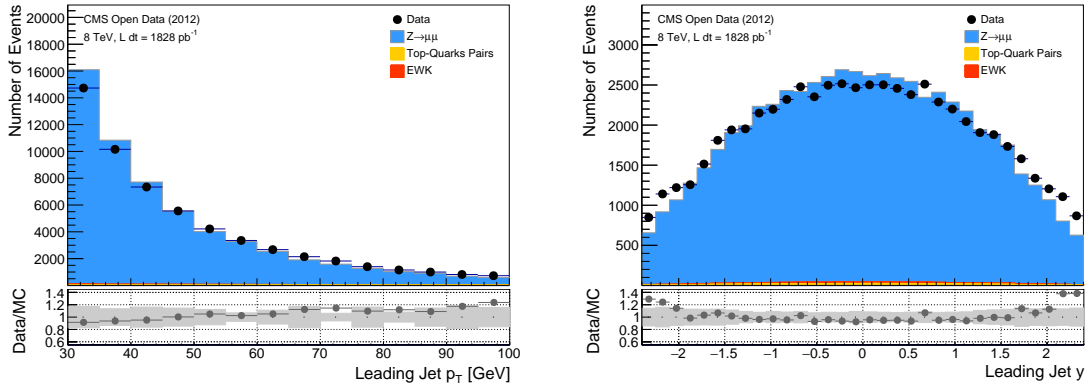 CMS Open Data (2012)
8 TeV, L dt = 1828 pb⁻¹
Data
Z→μμ
Top-Quarks Pairs
EWK
Number of Events
20000
18000
16000
14000
12000
10000
8000
6000
4000
2000
Data/MC
1.4
1.2
1
0.8
0.6
30 40 50 60 70 80 90 100
Leading Jet p_T [GeV]
CMS Open Data (2012)
8 TeV, L dt = 1828 pb⁻¹
Data
Z→μμ
Top-Quark Pairs
EWK
Number of Events
3500
3000
2500
2000
1500
1000
500
Data/MC
1.4
1.2
1
0.8
0.6
−2 −1.5 −1 −0.5 0 0.5 1 1.5 2
Leading Jet y